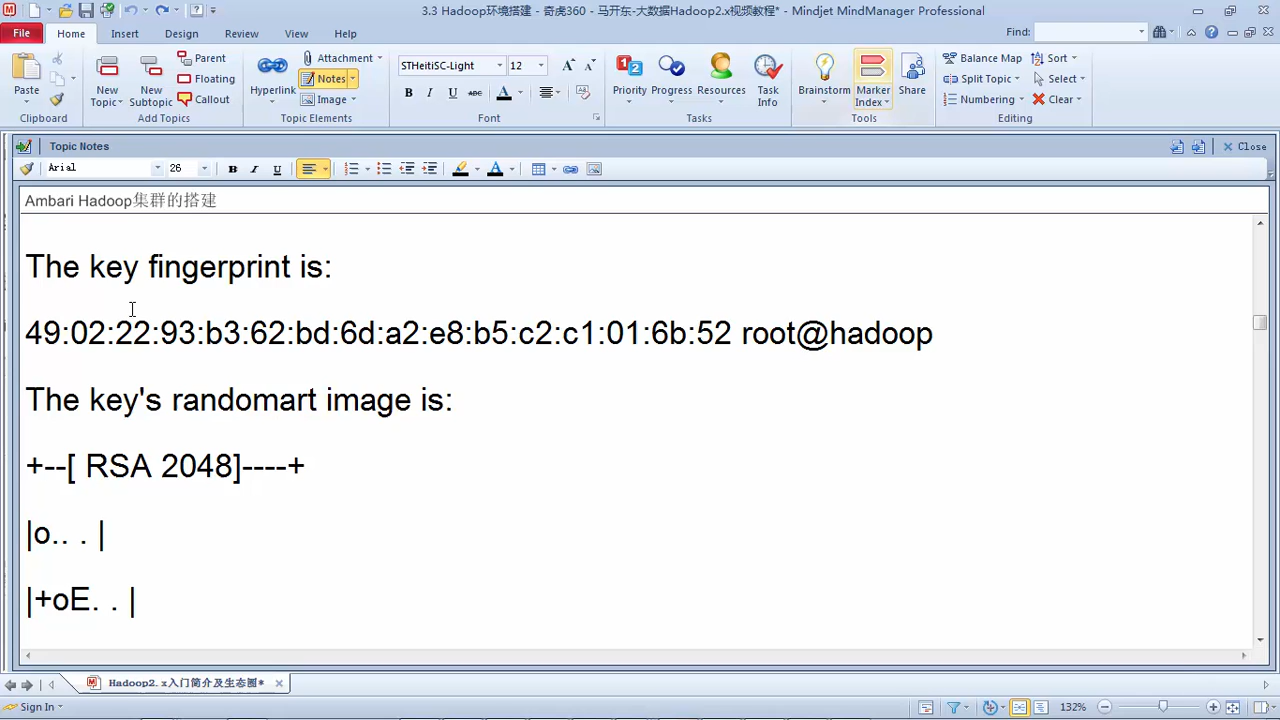 3.3 Hadoop环境搭建 - 奇虎360 - 马开东-大数据Hadoop2.x视频教程* - Mindjet MindManager Professional
File Home Insert Design Review View Help Find:
Paste
Clipboard
New Topic
New Subtopic
Parent
Floating
Callout
Add Topics
Hyperlink
Attachment
Notes
Image
Topic Elements
STHeitiSC-Light 12
B I U abc A
Font
Priority
Progress
Resources
Task Info
Tasks
Brainstorm
Marker Index
Share
Tools
Balance Map
Split Topic
Numbering
Sort
Select
Clear
Editing
Topic Notes Close
Arial 26 B I U A
Ambari Hadoop集群的搭建
The key fingerprint is:
49:02:22:93:b3:62:bd:6d:a2:e8:b5:c2:c1:01:6b:52 root@hadoop
The key's randomart image is:
+--[ RSA 2048]----+
|o.. . |
|+oE. . |
Hadoop2.x入门简介及生态圈*
Sign In 132%